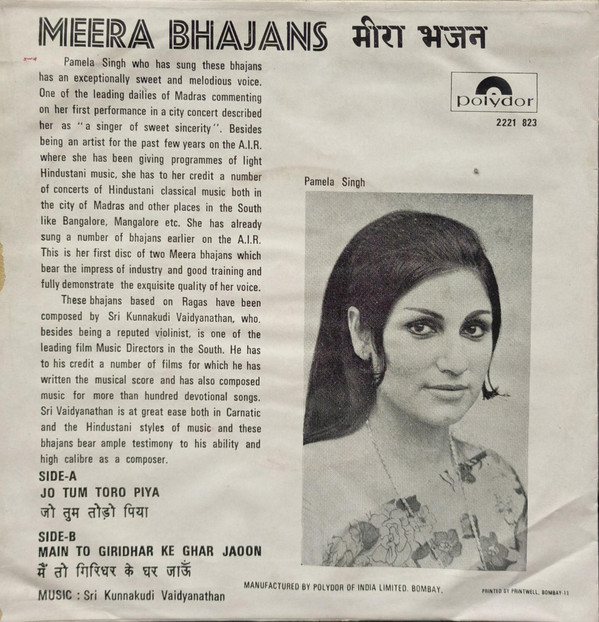 MEERA BHAJANS मीरा भजन
Pamela Singh who has sung these bhajans
has an exceptionally sweet and melodious voice.
One of the leading dailies of Madras commenting
on her first performance in a city concert described
her as "a singer of sweet sincerity". Besides
being an artist for the past few years on the A.I.R.
where she has been giving programmes of light
Hindustani music, she has to her credit a number
of concerts of Hindustani classical music both in
the city of Madras and other places in the South
like Bangalore, Mangalore etc. She has already
sung a number of bhajans earlier on the A.I.R.
This is her first disc of two Meera bhajans which
bear the impress of industry and good training and
fully demonstrate the exquisite quality of her voice.
These bhajans based on Ragas have been
composed by Sri Kunnakudi Vaidyanathan, who,
besides being a reputed violinist, is one of the
leading film Music Directors in the South. He has
to his credit a number of films for which he has
written the musical score and has also composed
music for more than hundred devotional songs.
Sri Vaidyanathan is at great ease both in Carnatic
and the Hindustani styles of music and these
bhajans bear ample testimony to his ability and
high calibre as a composer.
SIDE-A
JO TUM TORO PIYA
जो तुम तोड़ो पिया
SIDE-B
MAIN TO GIRIDHAR KE GHAR JAOON
मैं तो गिरिधर के घर जाऊँ
MUSIC : Sri Kunnakudi Vaidyanathan
polydor
2221 823
Pamela Singh
MANUFACTURED BY POLYDOR OF INDIA LIMITED, BOMBAY.
PRINTED BY PRINTWELL, BOMBAY-11